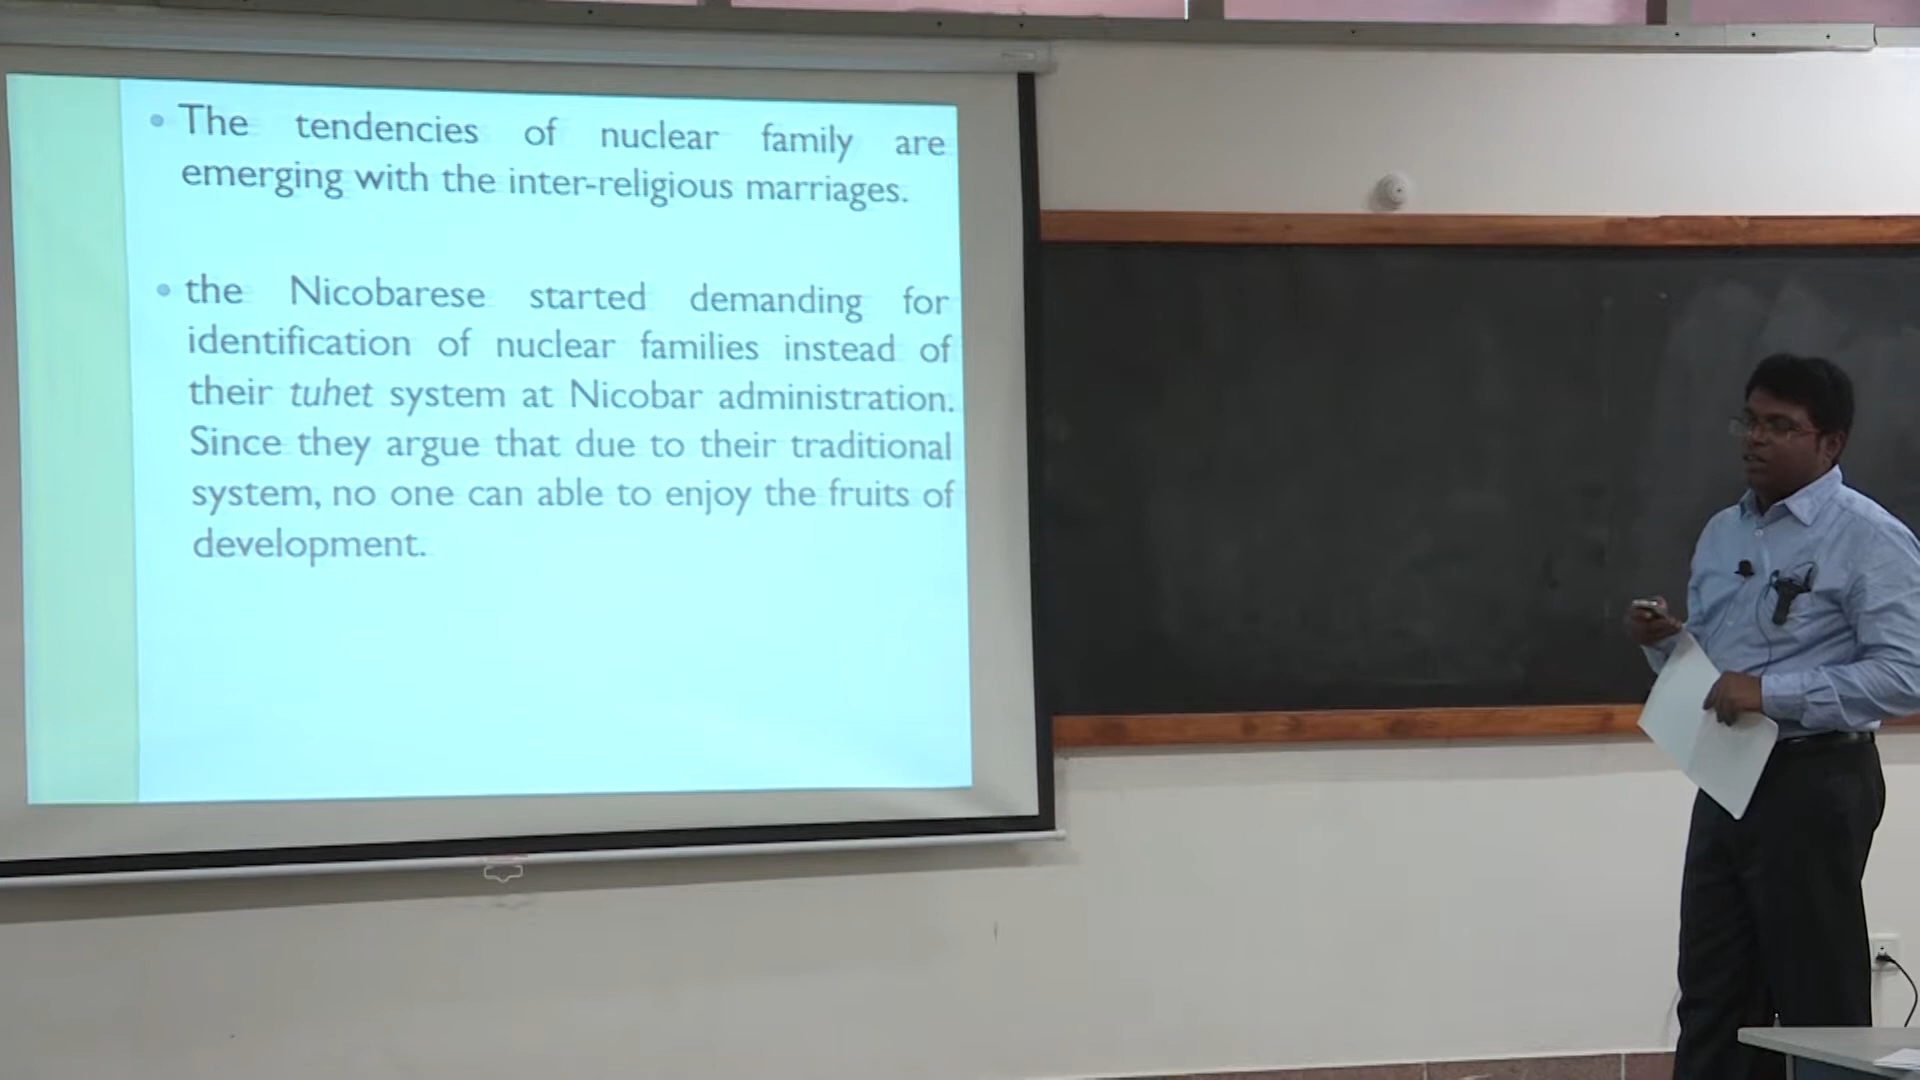 • The tendencies of nuclear family are
emerging with the inter-religious marriages.
• the Nicobarese started demanding for
identification of nuclear families instead of
their tuhet system at Nicobar administration.
Since they argue that due to their traditional
system, no one can able to enjoy the fruits of
development.